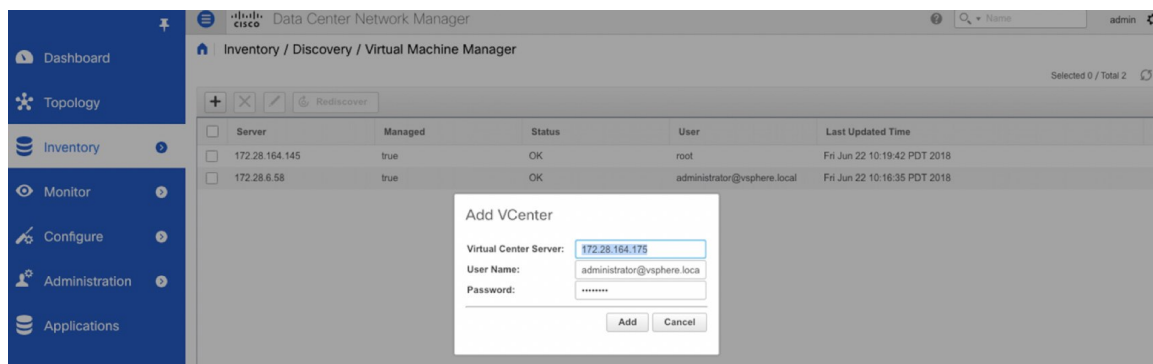 CISCO Data Center Network Manager
Name
admin
Inventory / Discovery / Virtual Machine Manager
Dashboard
Topology
Inventory
Monitor
Configure
Administration
Applications
Selected 0 / Total 2
Rediscover
Server Managed Status User Last Updated Time
172.28.164.145 true OK root Fri Jun 22 10:19:42 PDT 2018
172.28.6.58 true OK administrator@vsphere.local Fri Jun 22 10:16:35 PDT 2018
Add VCenter
Virtual Center Server: 172.28.164.175
User Name: administrator@vsphere.loca
Password: ••••••••
Add Cancel